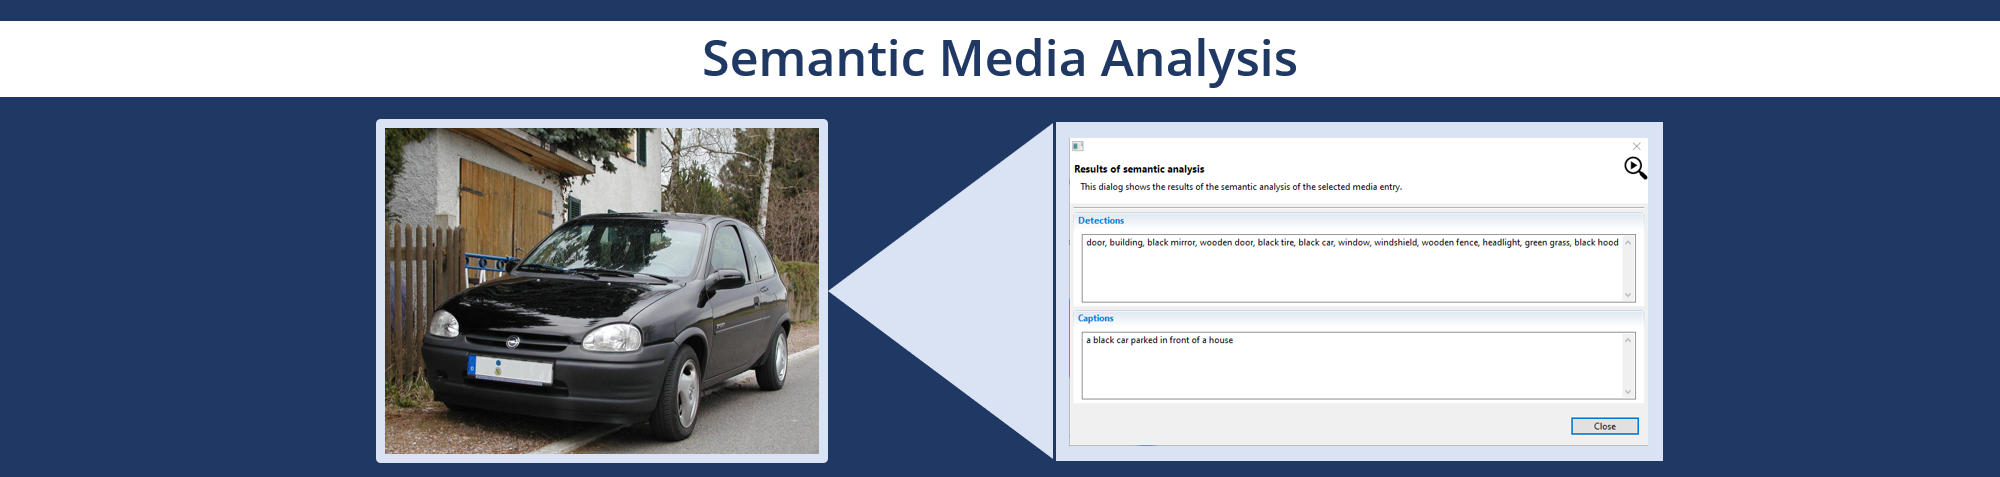 Semantic Media Analysis
Results of semantic analysis
This dialog shows the results of the semantic analysis of the selected media entry.
Detections
door, building, black mirror, wooden door, black tire, black car, window, windshield, wooden fence, headlight, green grass, black hood
Captions
a black car parked in front of a house
Close